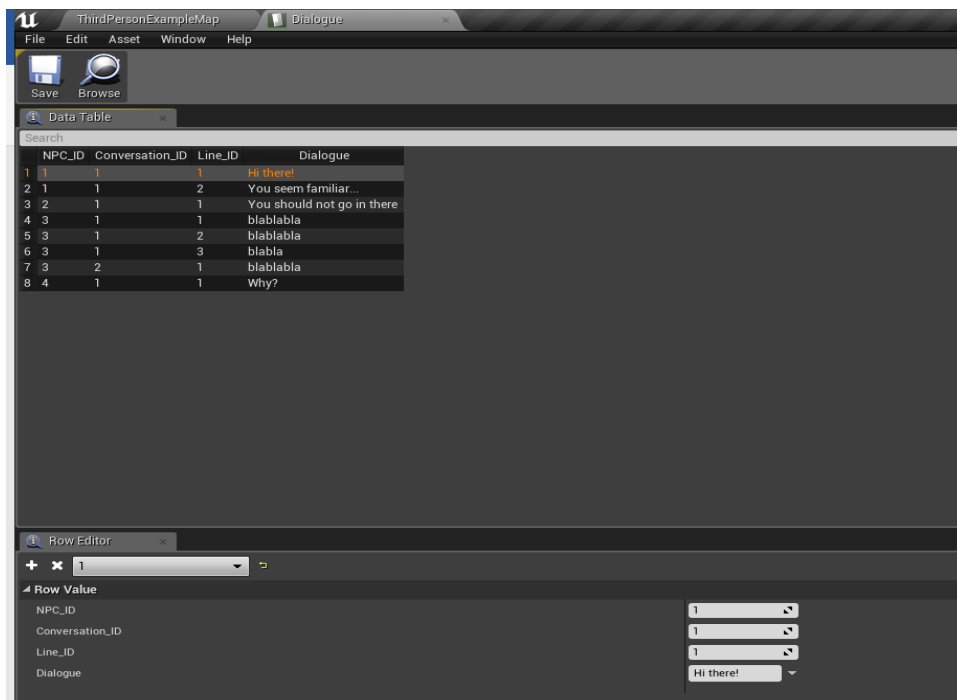 ThirdPersonExampleMap Dialogue
File Edit Asset Window Help
Save Browse
Data Table
Search
NPC_ID Conversation_ID Line_ID Dialogue
1 1 1 1 Hi there!
2 1 1 2 You seem familiar...
3 2 1 1 You should not go in there
4 3 1 1 blablabla
5 3 1 2 blablabla
6 3 1 3 blabla
7 3 2 1 blablabla
8 4 1 1 Why?
Row Editor
1
Row Value
NPC_ID 1
Conversation_ID 1
Line_ID 1
Dialogue Hi there!